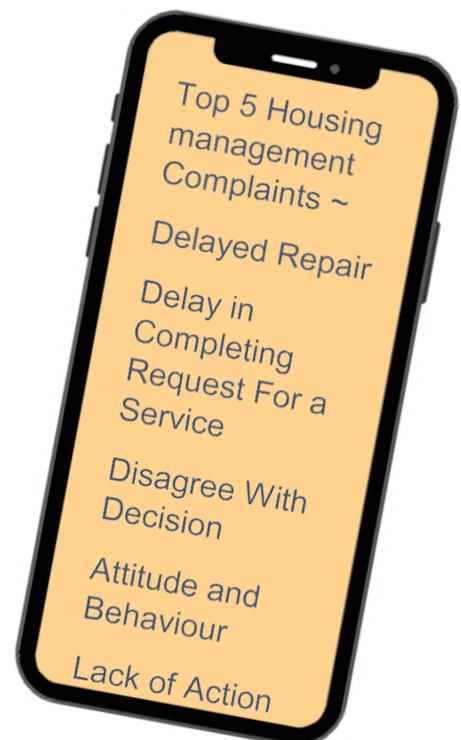 Top 5 Housing
management
Complaints ~
Delayed Repair
Delay in
Completing
Request For a
Service
Disagree With
Decision
Attitude and
Behaviour
Lack of Action